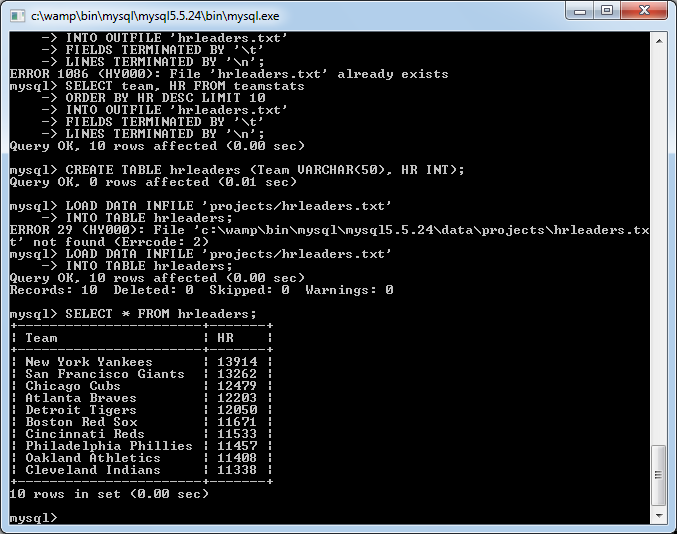 c:\wamp\bin\mysql\mysql5.5.24\bin\mysql.exe
    -> INTO OUTFILE 'hrleaders.txt'
    -> FIELDS TERMINATED BY '\t'
    -> LINES TERMINATED BY '\n';
ERROR 1086 (HY000): File 'hrleaders.txt' already exists
mysql> SELECT team, HR FROM teamstats
    -> ORDER BY HR DESC LIMIT 10
    -> INTO OUTFILE 'hrleaders.txt'
    -> FIELDS TERMINATED BY '\t'
    -> LINES TERMINATED BY '\n';
Query OK, 10 rows affected (0.00 sec)
mysql> CREATE TABLE hrleaders (Team VARCHAR(50), HR INT);
Query OK, 0 rows affected (0.01 sec)
mysql> LOAD DATA INFILE 'projects/hrleaders.txt'
    -> INTO TABLE hrleaders;
ERROR 29 (HY000): File 'c:\wamp\bin\mysql\mysql5.5.24\data\projects\hrleaders.tx
t' not found (Errcode: 2)
mysql> LOAD DATA INFILE 'projects/hrleaders.txt'
    -> INTO TABLE hrleaders;
Query OK, 10 rows affected (0.00 sec)
Records: 10  Deleted: 0  Skipped: 0  Warnings: 0
mysql> SELECT * FROM hrleaders;
+-----------------------+-------+
| Team                  | HR    |
+-----------------------+-------+
| New York Yankees      | 13914 |
| San Francisco Giants  | 13262 |
| Chicago Cubs          | 12479 |
| Atlanta Braves        | 12203 |
| Detroit Tigers        | 12050 |
| Boston Red Sox        | 11671 |
| Cincinnati Reds       | 11533 |
| Philadelphia Phillies | 11457 |
| Oakland Athletics     | 11408 |
| Cleveland Indians     | 11338 |
+-----------------------+-------+
10 rows in set (0.00 sec)
mysql>